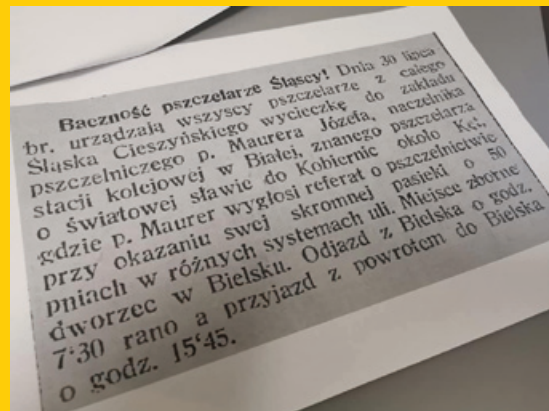 Baczność pszczelarze Śląscy! Dnia 30 lipca
br. urządzają wszyscy pszczelarze z całego
Śląska Cieszyńskiego wycieczkę do zakładu
pszczelniczego p. Maurera Józefa, naczelnika
stacji kolejowej w Białej, znanego pszczelarza
o światowej sławie do Kobiernic około Kęt,
gdzie p. Maurer wygłosi referat o pszczelnictwie
przy okazaniu swej skromnej pasieki o 50
pniach w różnych systemach uli. Miejsce zborne
dworzec w Bielsku. Odjazd z Bielska o godz.
7·30 rano a przyjazd z powrotem do Bielska
o godz. 15·45.